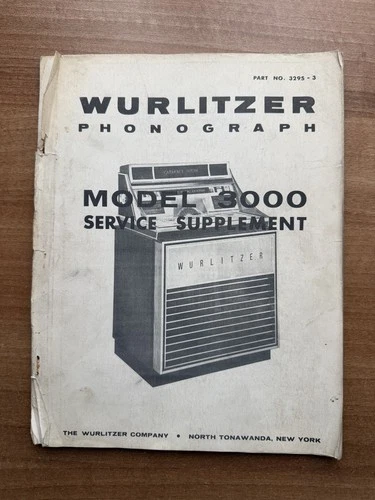 PART NO. 3295-3
WURLITZER
PHONOGRAPH
MODEL 3000
SERVICE SUPPLEMENT
WURLITZER
THE WURLITZER COMPANY • NORTH TONAWANDA, NEW YORK